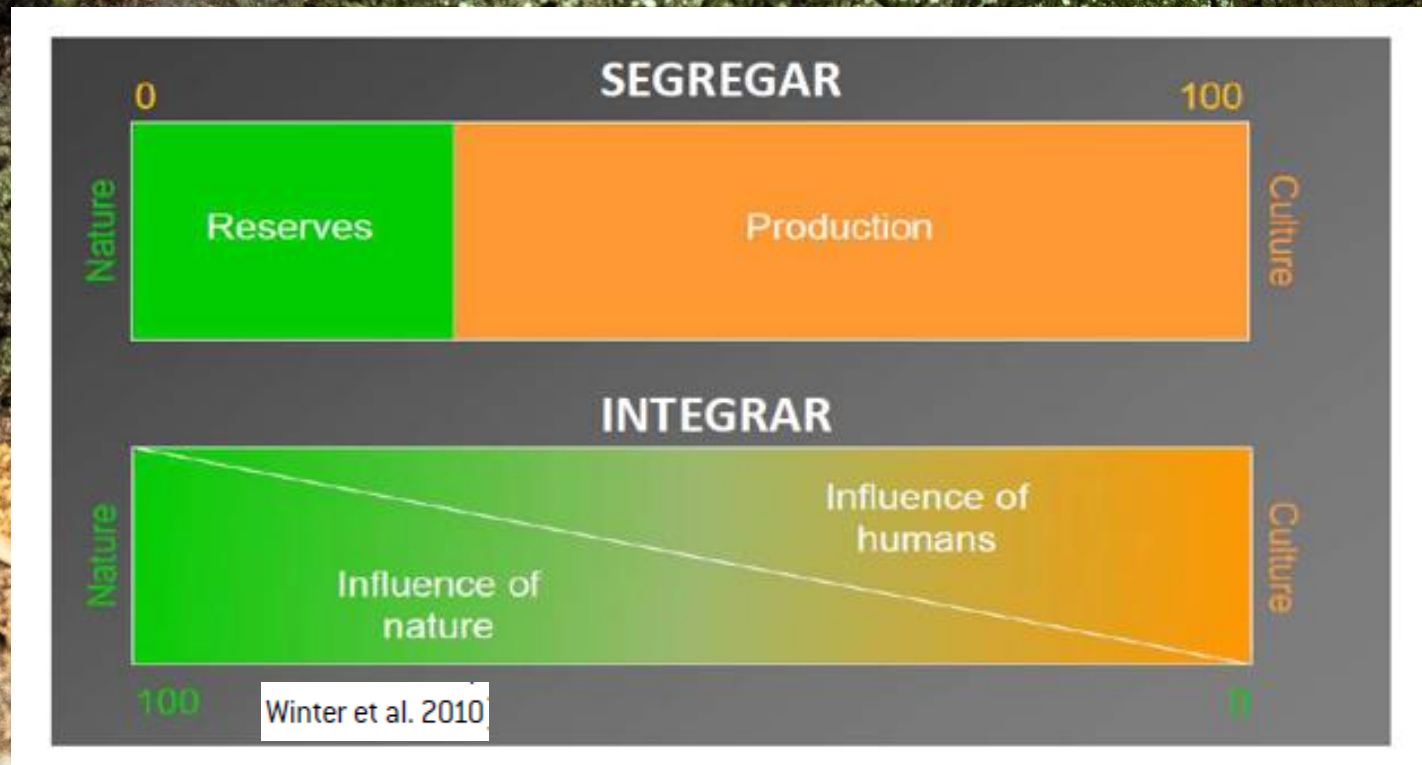 SEGREGAR
0
100
Nature
Reserves
Production
Culture
INTEGRAR
Nature
Influence of
nature
Influence of
humans
Culture
100
0
Winter et al. 2010